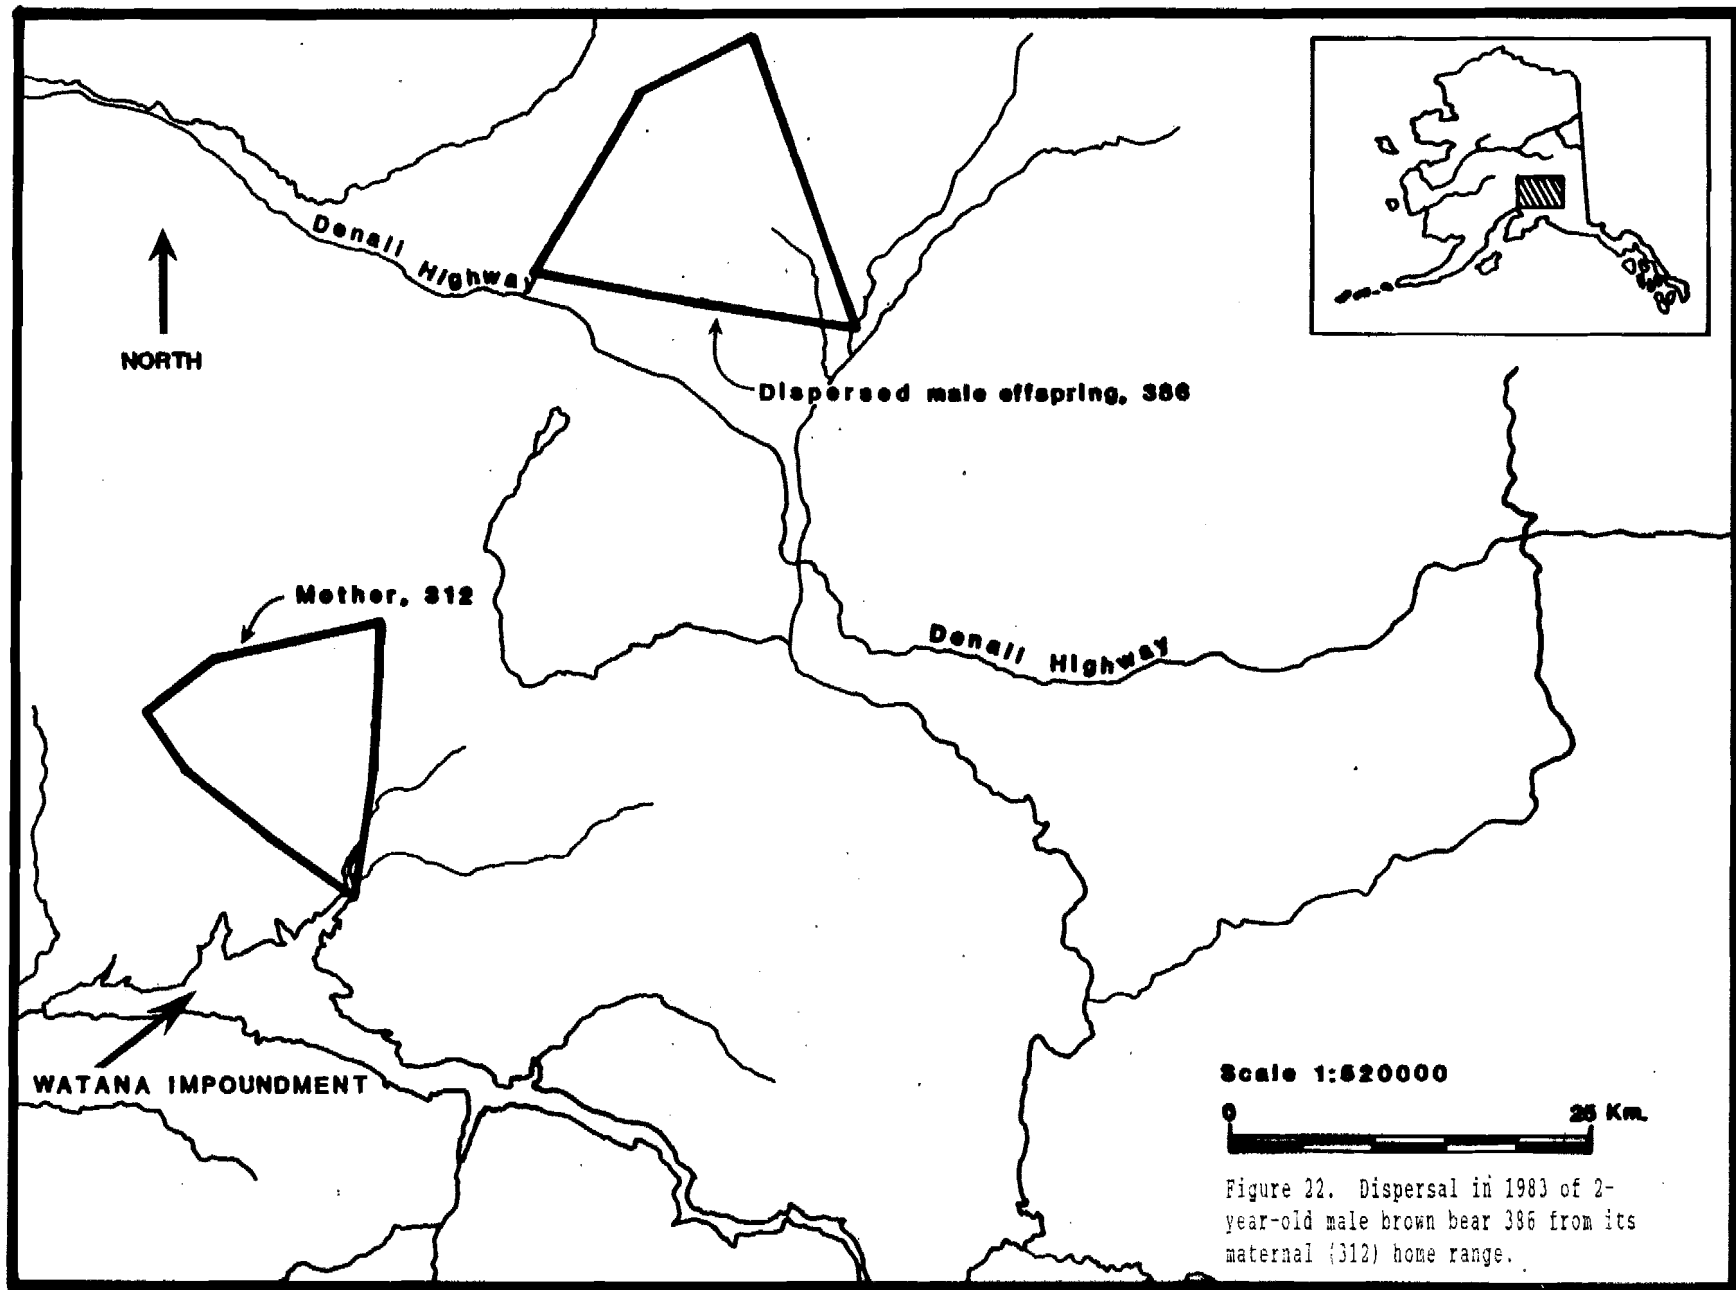 Denali Highway
NORTH
Dispersed male offspring, 386
Mother, 312
Denali Highway
WATANA IMPOUNDMENT
Scale 1:520000
0 25 Km.
Figure 22. Dispersal in 1983 of 2-
year-old male brown bear 386 from its
maternal (312) home range.